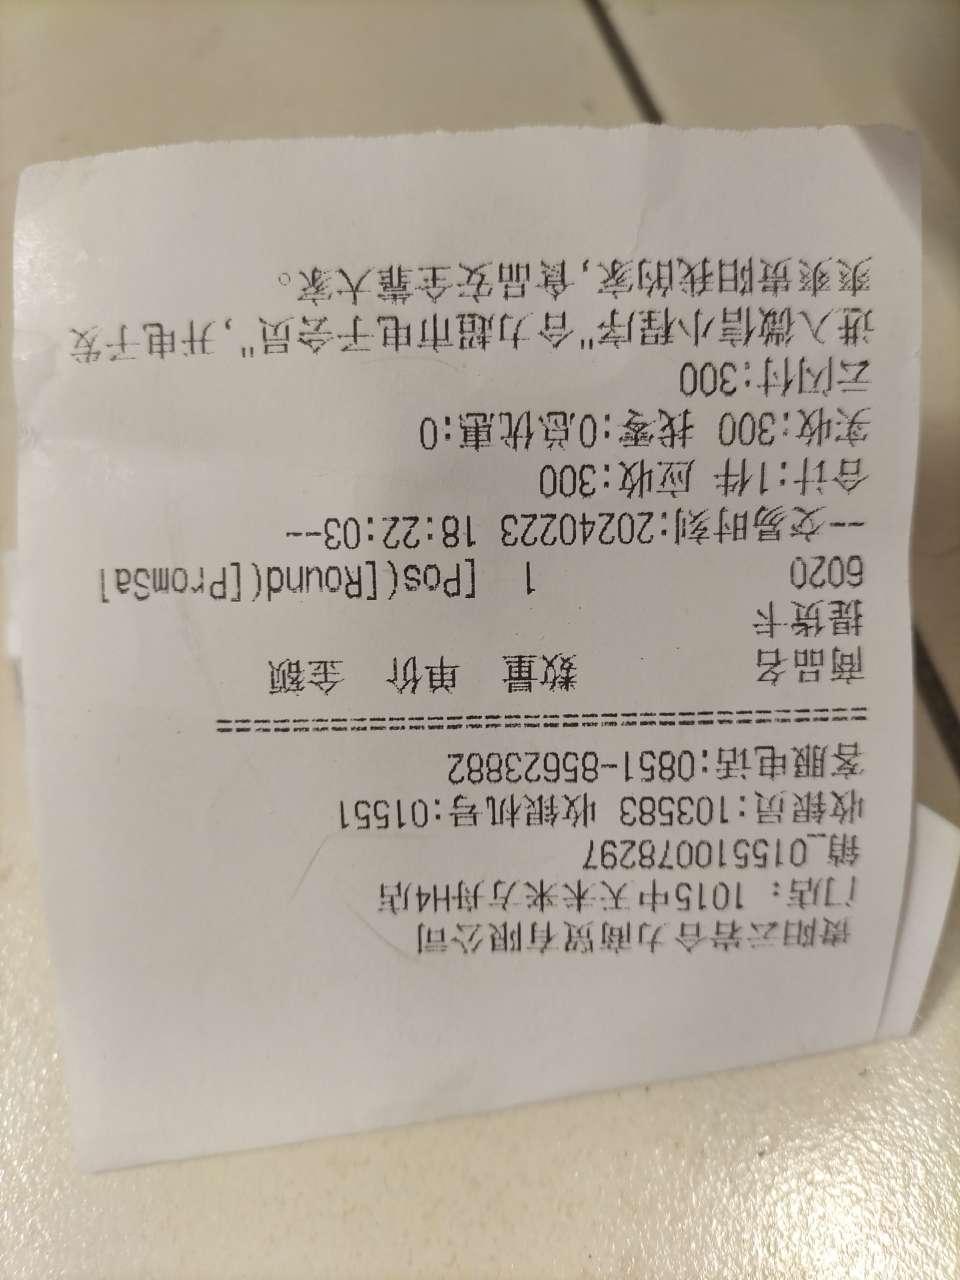 贵阳云岩合力商贸有限公司
门店: 1015中天未来方舟H4店
销_015510078297
收银员:103583 收银机号:01551
客服电话:0851-85623882
===================================
商品名 数量 单价 金额
提货卡
6020 1 [Pos([Round([PromSal
--交易时刻:20240223 18:22:03--
合计:1件 应收:300
实收:300 找零:0总优惠:0
云闪付:300
进入微信小程序"合力超市电子会员",开电子发
爽爽贵阳我的家,食品安全靠大家。